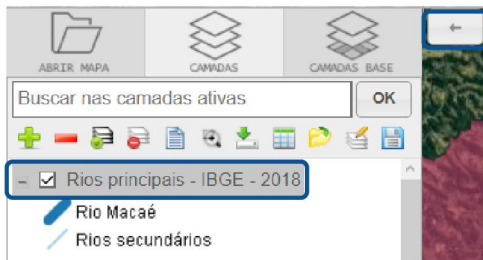 ABRIR MAPA CAMADAS CAMADAS BASE
Buscar nas camadas ativas OK
Rios principais - IBGE - 2018
Rio Macaé
Rios secundários